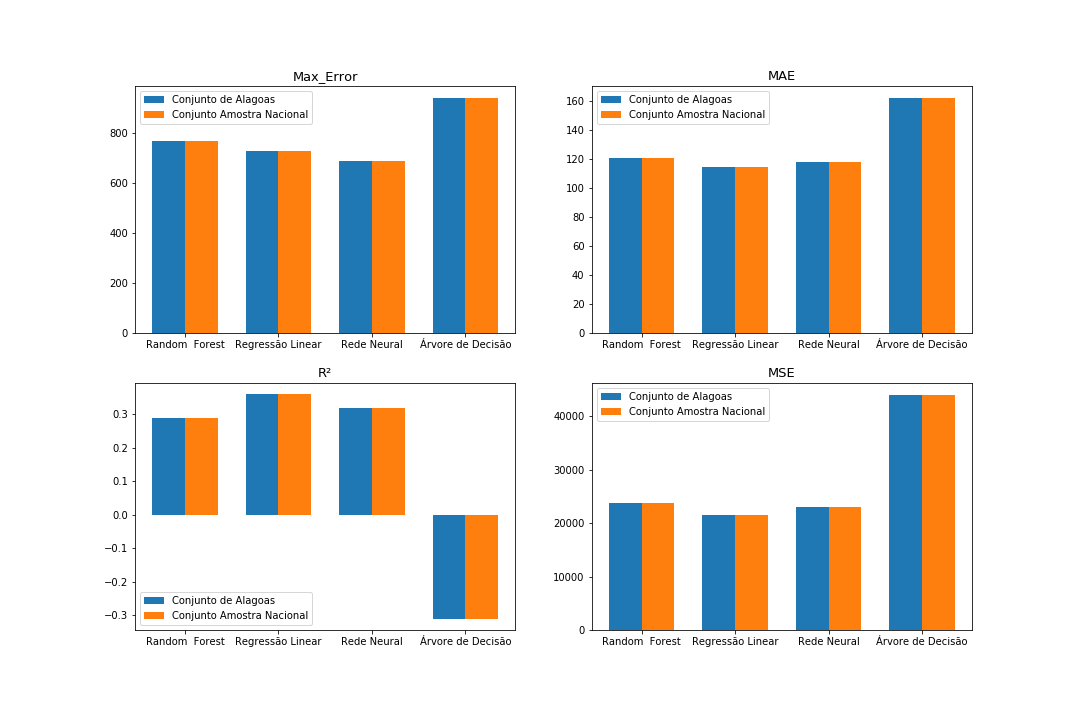 Max_Error
Conjunto de Alagoas
Conjunto Amostra Nacional
800
600
400
200
0
Random  Forest Regressão Linear Rede Neural Árvore de Decisão
MAE
Conjunto de Alagoas
Conjunto Amostra Nacional
160
140
120
100
80
60
40
20
0
Random  Forest Regressão Linear Rede Neural Árvore de Decisão
R²
0.3
0.2
0.1
0.0
−0.1
−0.2
−0.3
Conjunto de Alagoas
Conjunto Amostra Nacional
Random  Forest Regressão Linear Rede Neural Árvore de Decisão
MSE
Conjunto de Alagoas
Conjunto Amostra Nacional
40000
30000
20000
10000
0
Random  Forest Regressão Linear Rede Neural Árvore de Decisão